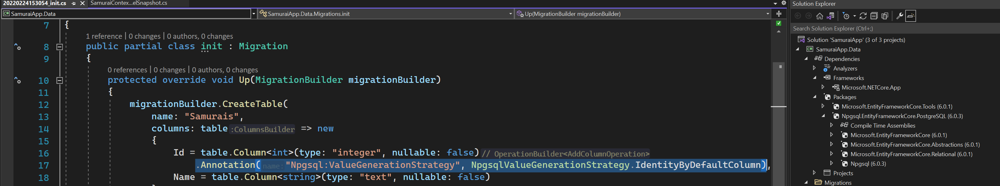 20220224153054_init.cs
SamuraiContex...elSnapshot.cs
SamuraiApp.Data
SamuraiApp.Data.Migrations.init
Up(MigrationBuilder migrationBuilder)
7 {
1 reference | 0 changes | 0 authors, 0 changes
8 public partial class init : Migration
9 {
0 references | 0 changes | 0 authors, 0 changes
10 protected override void Up(MigrationBuilder migrationBuilder)
11 {
12 migrationBuilder.CreateTable(
13 name: "Samurais",
14 columns: table :ColumnsBuilder => new
15 {
16 Id = table.Column<int>(type: "integer", nullable: false) // OperationBuilder<AddColumnOperation>
17 .Annotation( name: "Npgsql:ValueGenerationStrategy", NpgsqlValueGenerationStrategy.IdentityByDefaultColumn),
18 Name = table.Column<string>(type: "text", nullable: false)
Solution Explorer
Search Solution Explorer (Ctrl+;)
Solution 'SamuraiApp' (3 of 3 projects)
C# SamuraiApp.Data
Dependencies
Analyzers
Frameworks
Microsoft.NETCore.App
Packages
Microsoft.EntityFrameworkCore.Tools (6.0.1)
Npgsql.EntityFrameworkCore.PostgreSQL (6.0.3)
Compile Time Assemblies
Microsoft.EntityFrameworkCore (6.0.1)
Microsoft.EntityFrameworkCore.Abstractions (6.0.1)
Microsoft.EntityFrameworkCore.Relational (6.0.1)
Npgsql (6.0.3)
Projects
Migrations